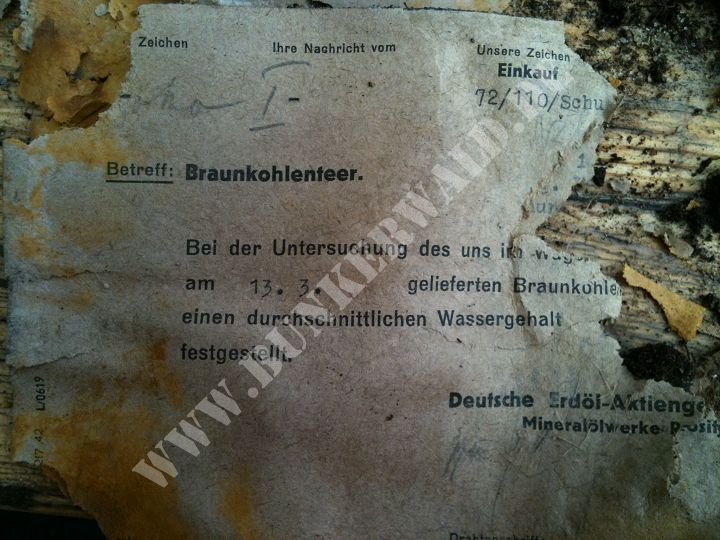 Zeichen
Ihre Nachricht vom
Unsere Zeichen
Einkauf
72/110/Schu
I-
Betreff: Braunkohlenteer.
Bei der Untersuchung des uns im
am 13. 3. gelieferten Braunkohle
einen durchschnittlichen Wassergehalt
festgestellt.
Deutsche Erdöl-Aktienge
Mineralölwerke
L/0619
WWW.BUNKERWALD.